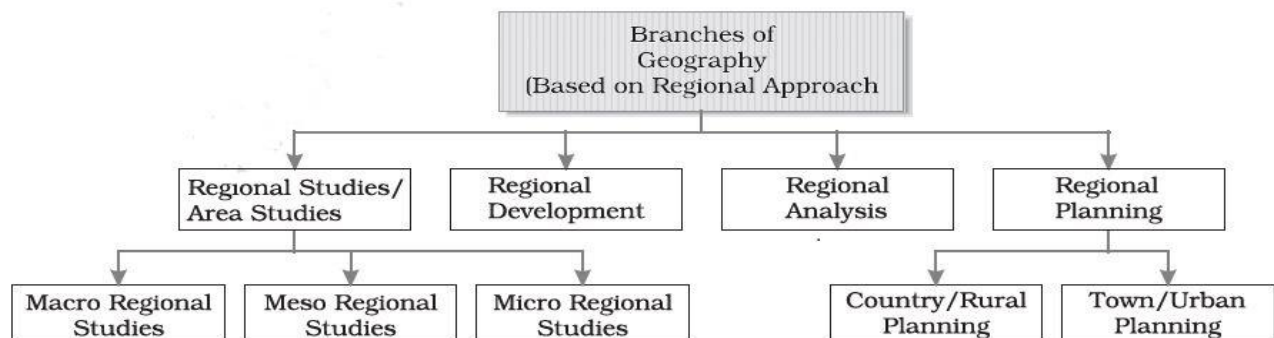 Branches of
Geography
(Based on Regional Approach
Regional Studies/
Area Studies
Regional
Development
Regional
Analysis
Regional
Planning
Macro Regional
Studies
Meso Regional
Studies
Micro Regional
Studies
Country/Rural
Planning
Town/Urban
Planning